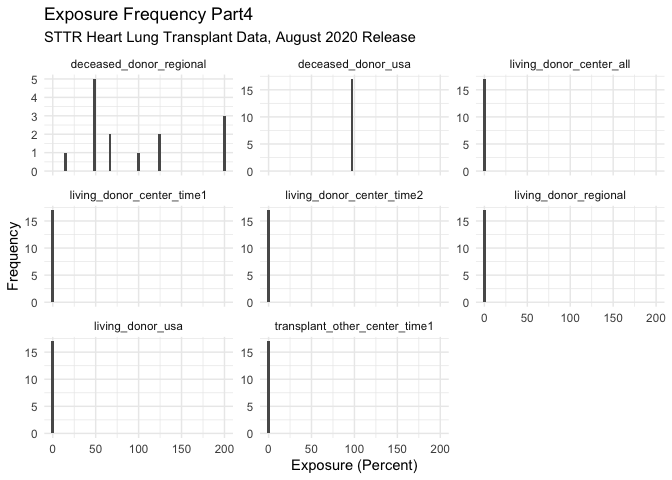 Exposure Frequency Part4
STTR Heart Lung Transplant Data, August 2020 Release
deceased_donor_regional
deceased_donor_usa
living_donor_center_all
5
4
3
2
1
0
15
10
5
0
15
10
5
0
living_donor_center_time1
living_donor_center_time2
living_donor_regional
Frequency
15
10
5
0
15
10
5
0
15
10
5
0
0 50 100 150 200
living_donor_usa
transplant_other_center_time1
15
10
5
0
15
10
5
0
0 50 100 150 200
0 50 100 150 200
Exposure (Percent)